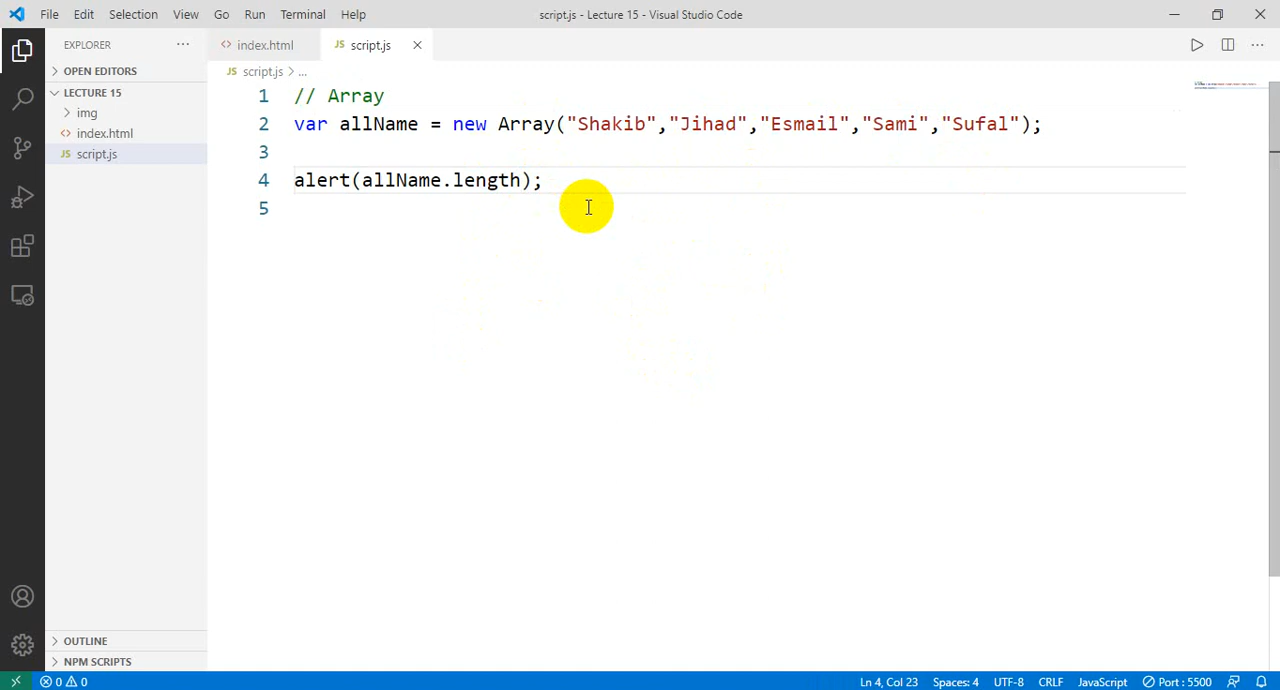 File Edit Selection View Go Run Terminal Help script.js - Lecture 15 - Visual Studio Code
EXPLORER ··· <> index.html JS script.js × ···
OPEN EDITORS JS script.js > ...
LECTURE 15
img
<> index.html
JS script.js
1 // Array
2 var allName = new Array("Shakib","Jihad","Esmail","Sami","Sufal");
3
4 alert(allName.length);
5
OUTLINE
NPM SCRIPTS
0 0 Ln 4, Col 23 Spaces: 4 UTF-8 CRLF JavaScript Port : 5500